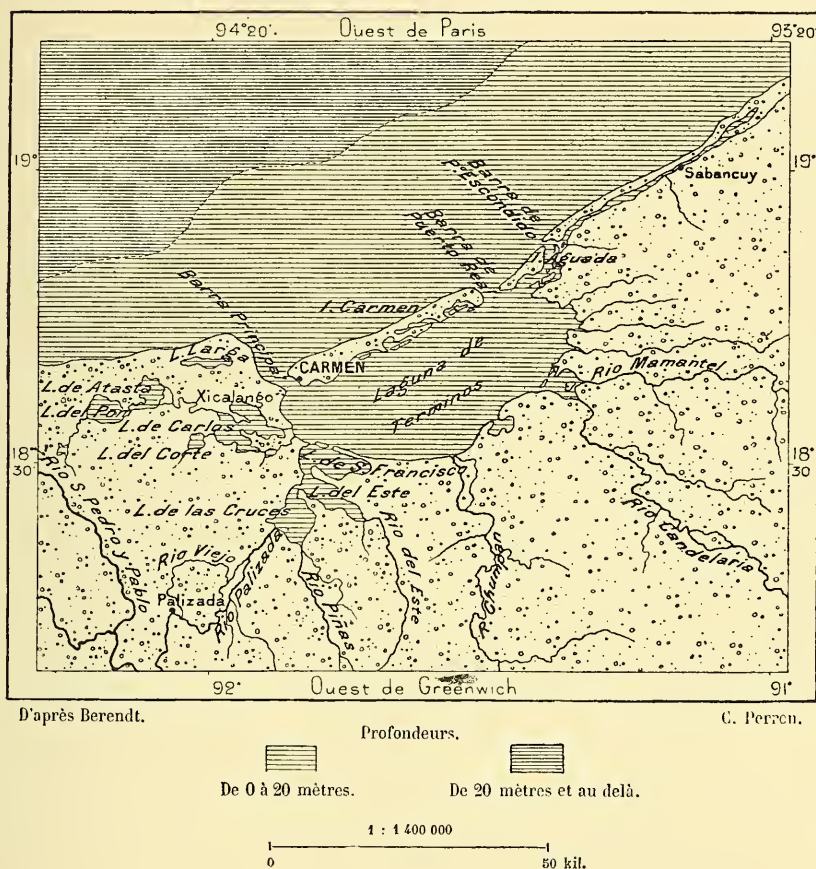 94°20' Ouest de Paris 93°20'
19° 19°
Barra de
P.to Escondido
Sabancuy
Barra de
Puerto Real
I. Aguada
Barra Principal
I. Carmen
L. Larga
CARMEN
Laguna de
Terminos
Rio Mamantel
L. de Atasta
Xicalango
L. del Pom
L. de Carlos
L. del Corte
18°
30
18°
30
L. de S. Francisco
L. del Este
L. de las Cruces
Rio S. Pedro y Pablo
Rio Viejo
Palizada
Rio Palizada
Rio Piñas
Rio del Este
R. Chumpan
Rio Candelaria
92° Ouest de Greenwich 91°
D'après Berendt. C. Perron.
Profondeurs.
De 0 à 20 mètres. De 20 mètres et au delà.
1 : 1 400 000
0 50 kil.